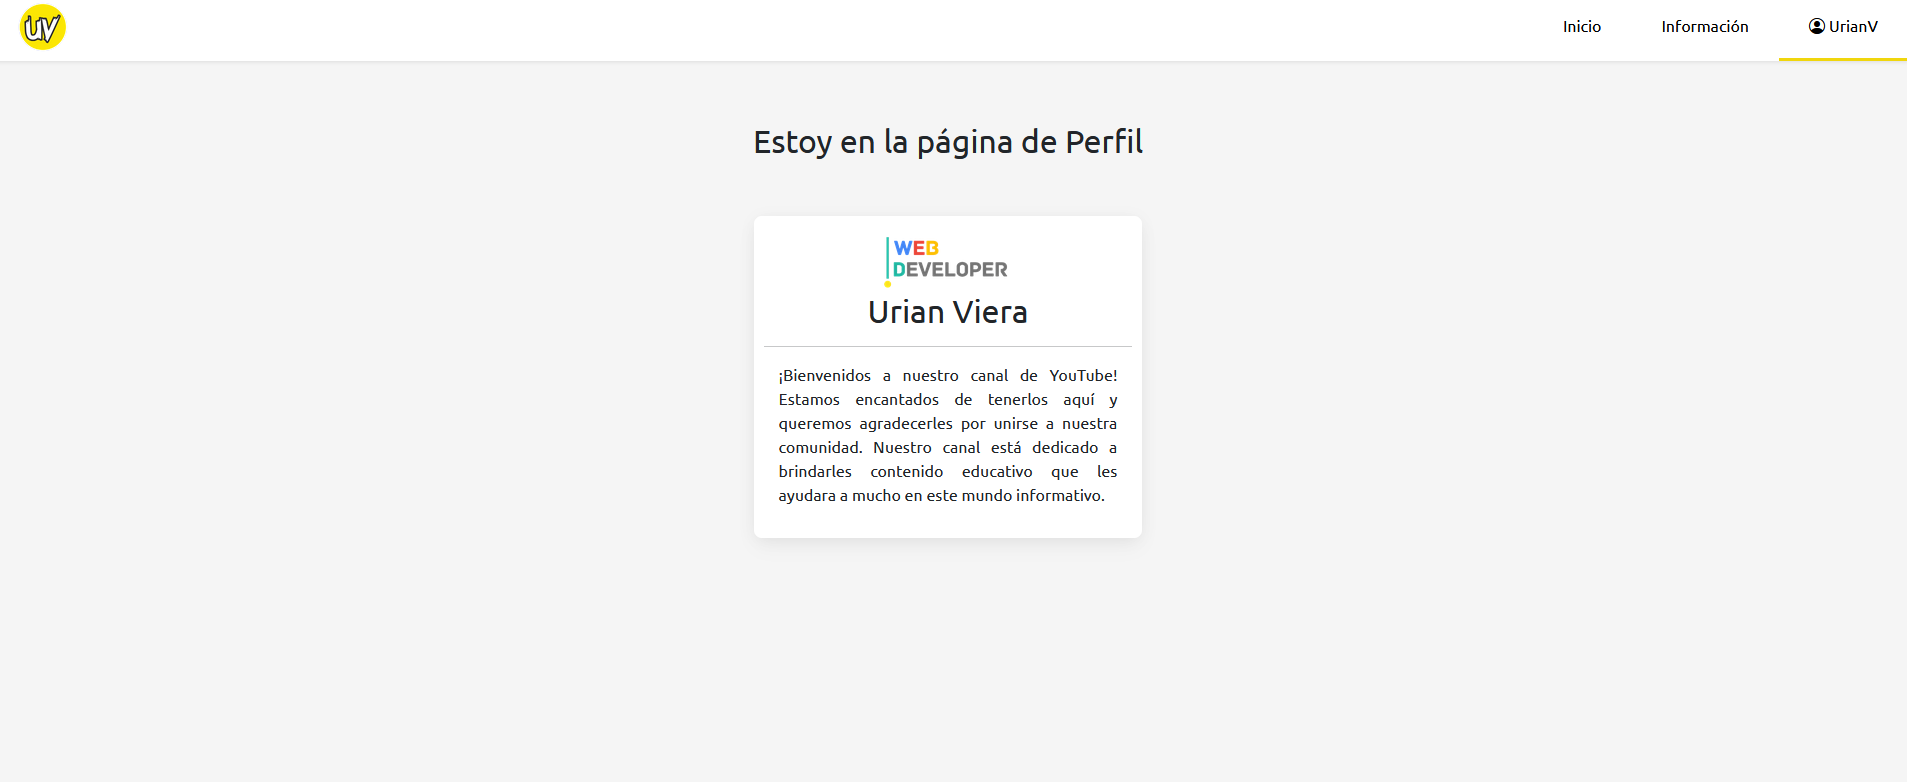 uv
Inicio
Información
UrianV
Estoy en la página de Perfil
WEB
DEVELOPER
Urian Viera
¡Bienvenidos a nuestro canal de YouTube!
Estamos encantados de tenerlos aquí y
queremos agradecerles por unirse a nuestra
comunidad. Nuestro canal está dedicado a
brindarles contenido educativo que les
ayudara a mucho en este mundo informativo.